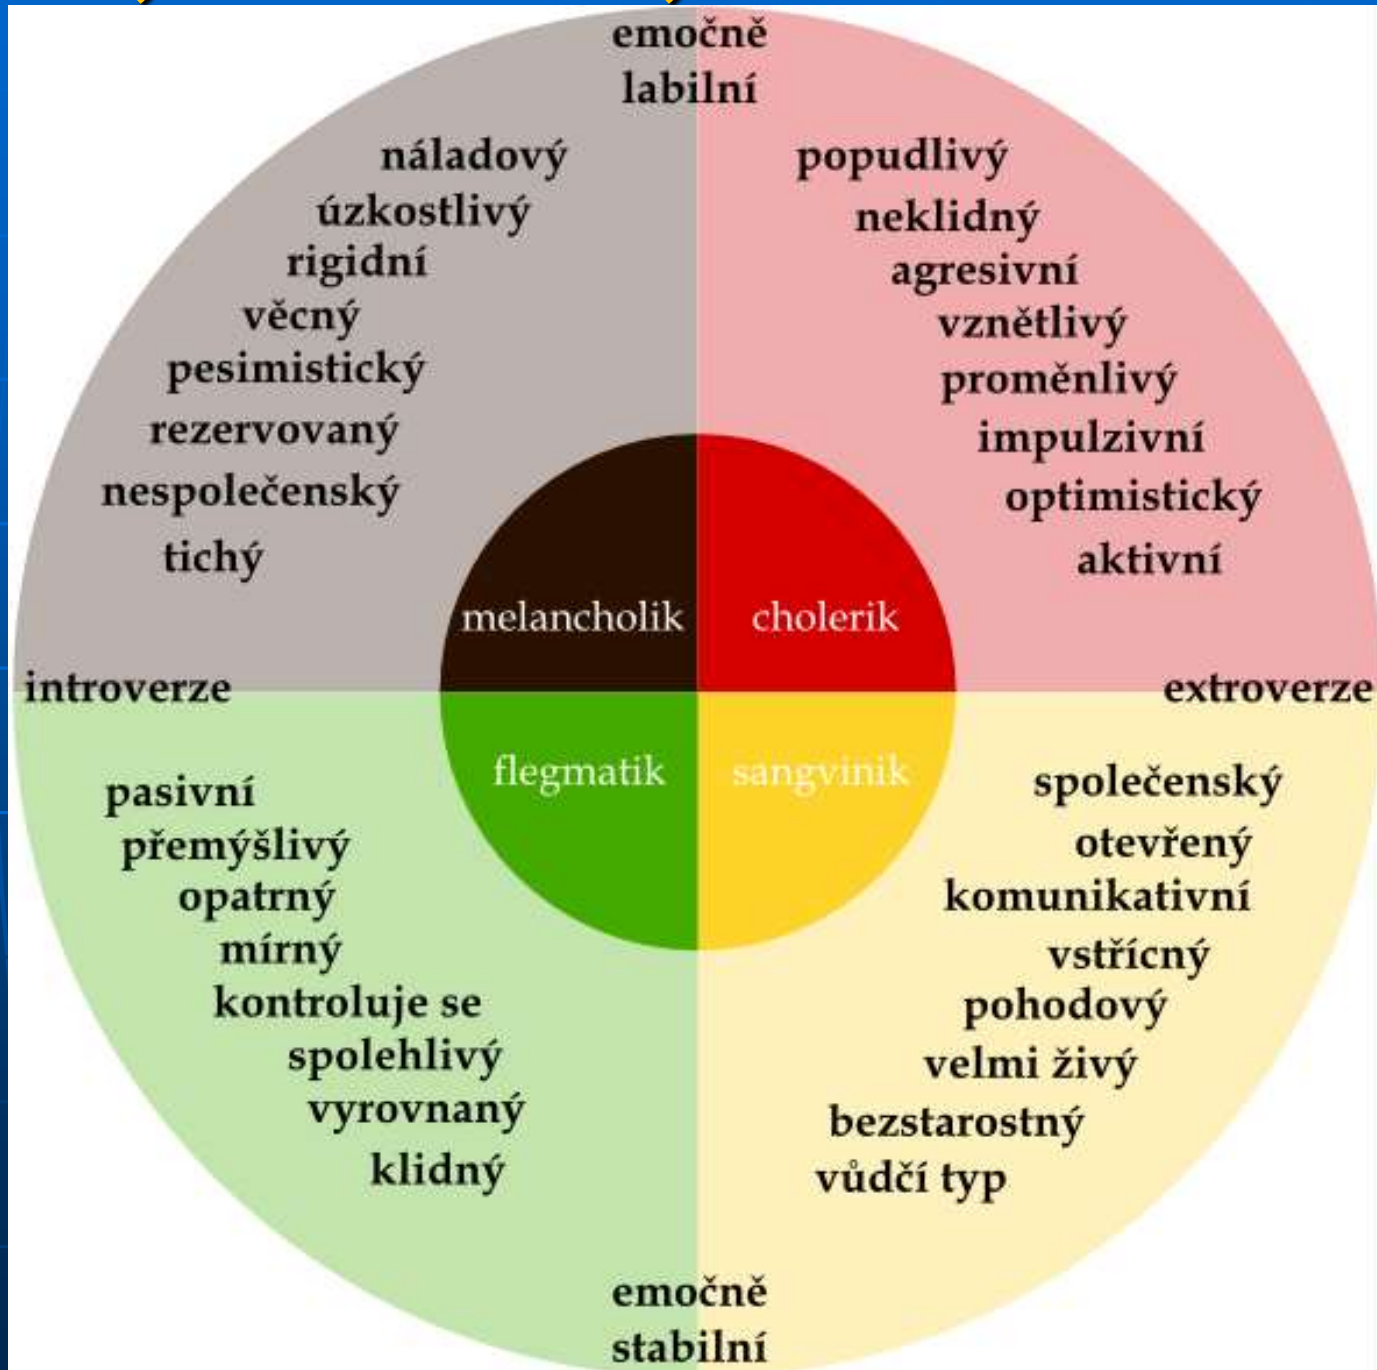 emočně
labilní
náladový
úzkostlivý
rigidní
věcný
pesimistický
rezervovaný
nespolečenský
tichý
popudlivý
neklidný
agresivní
vznětlivý
proměnlivý
impulzivní
optimistický
aktivní
melancholik
cholerik
introverze
extroverze
flegmatik
sangvinik
pasivní
přemýšlivý
opatrný
mírný
kontroluje se
spolehlivý
vyrovnaný
klidný
společenský
otevřený
komunikativní
vstřícný
pohodový
velmi živý
bezstarostný
vůdčí typ
emočně
stabilní